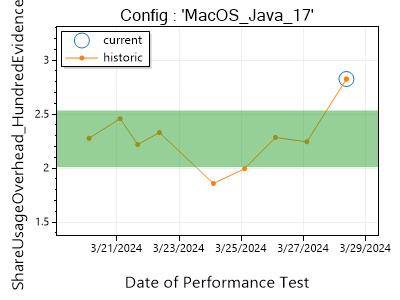 Config : 'MacOS_Java_17'
current
historic
ShareUsageOverhead_HundredEvidence
3
2.5
2
1.5
3/21/2024
3/23/2024
3/25/2024
3/27/2024
3/29/2024
Date of Performance Test